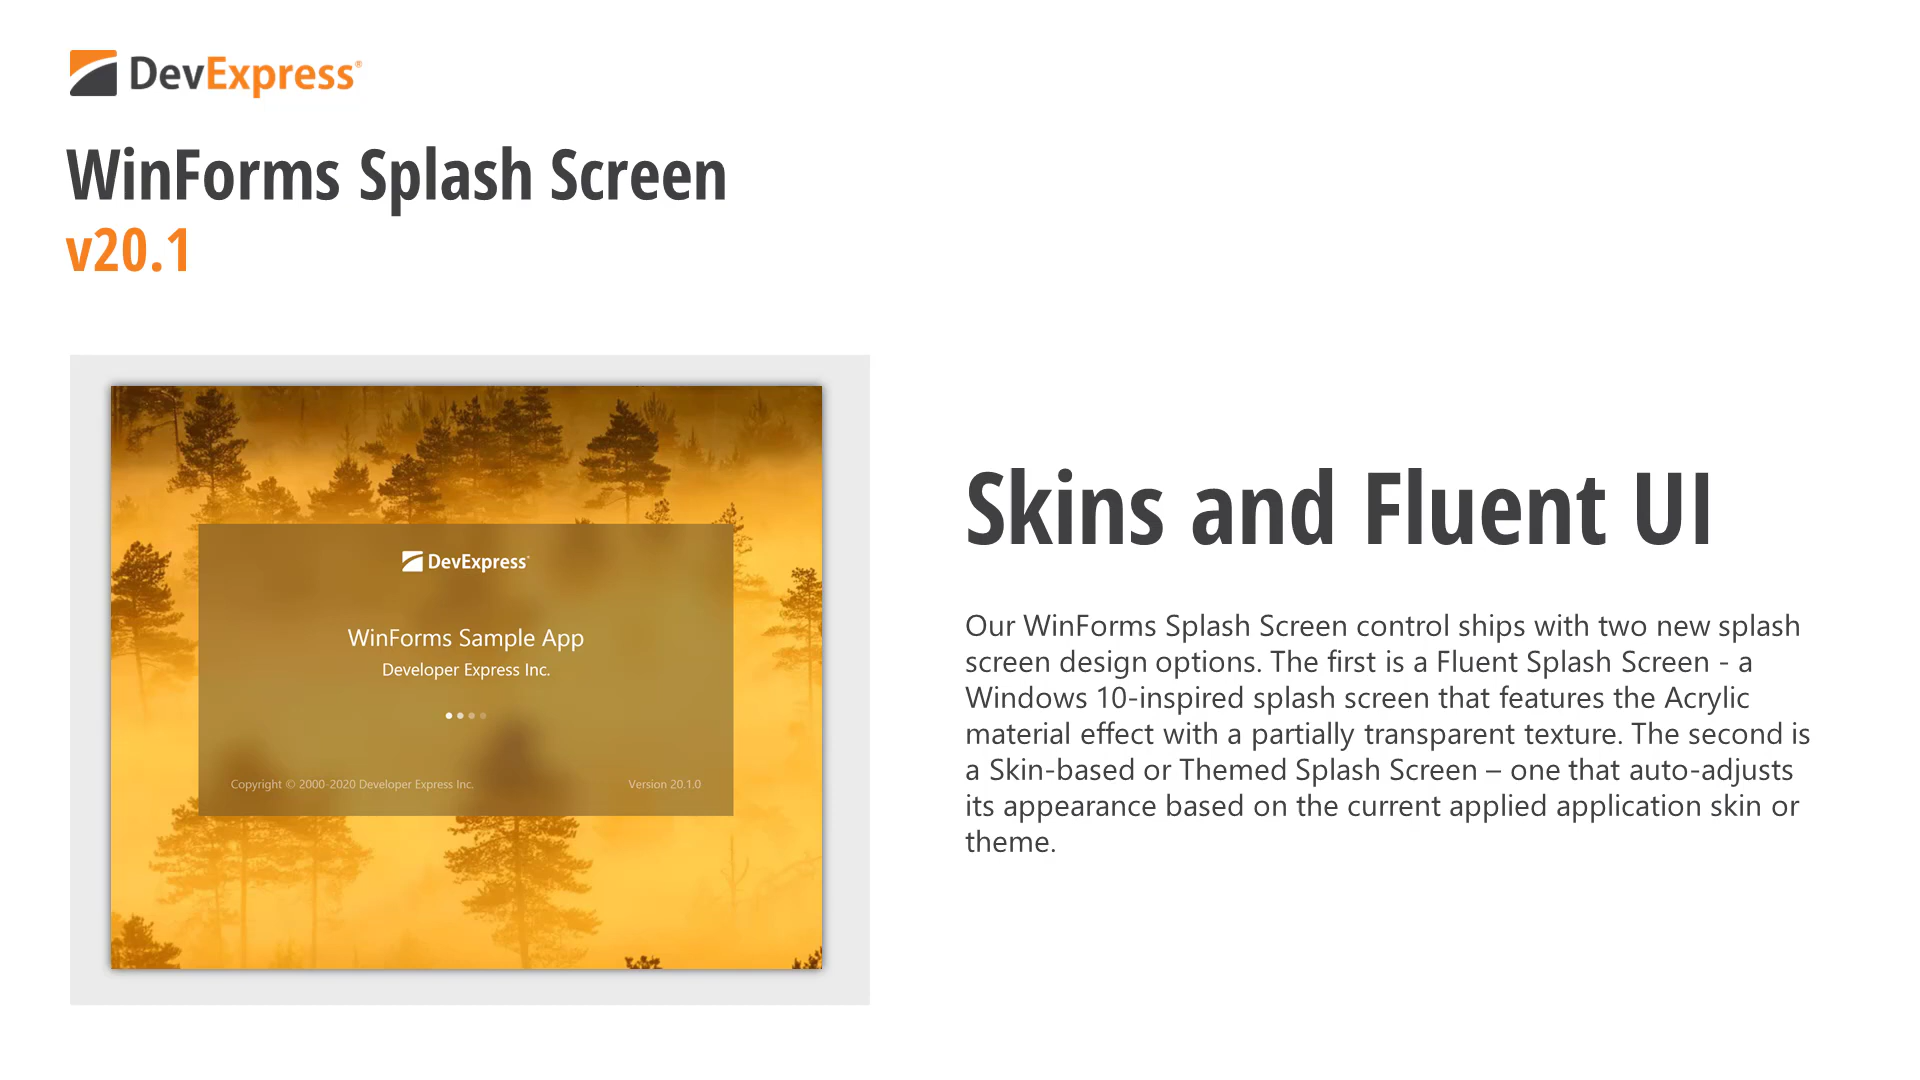 DevExpress®
WinForms Splash Screen
v20.1
DevExpress
WinForms Sample App
Developer Express Inc.
Copyright © 2000-2020 Developer Express Inc.
Version 20.1.0
Skins and Fluent UI
Our WinForms Splash Screen control ships with two new splash
screen design options. The first is a Fluent Splash Screen - a
Windows 10-inspired splash screen that features the Acrylic
material effect with a partially transparent texture. The second is
a Skin-based or Themed Splash Screen – one that auto-adjusts
its appearance based on the current applied application skin or
theme.